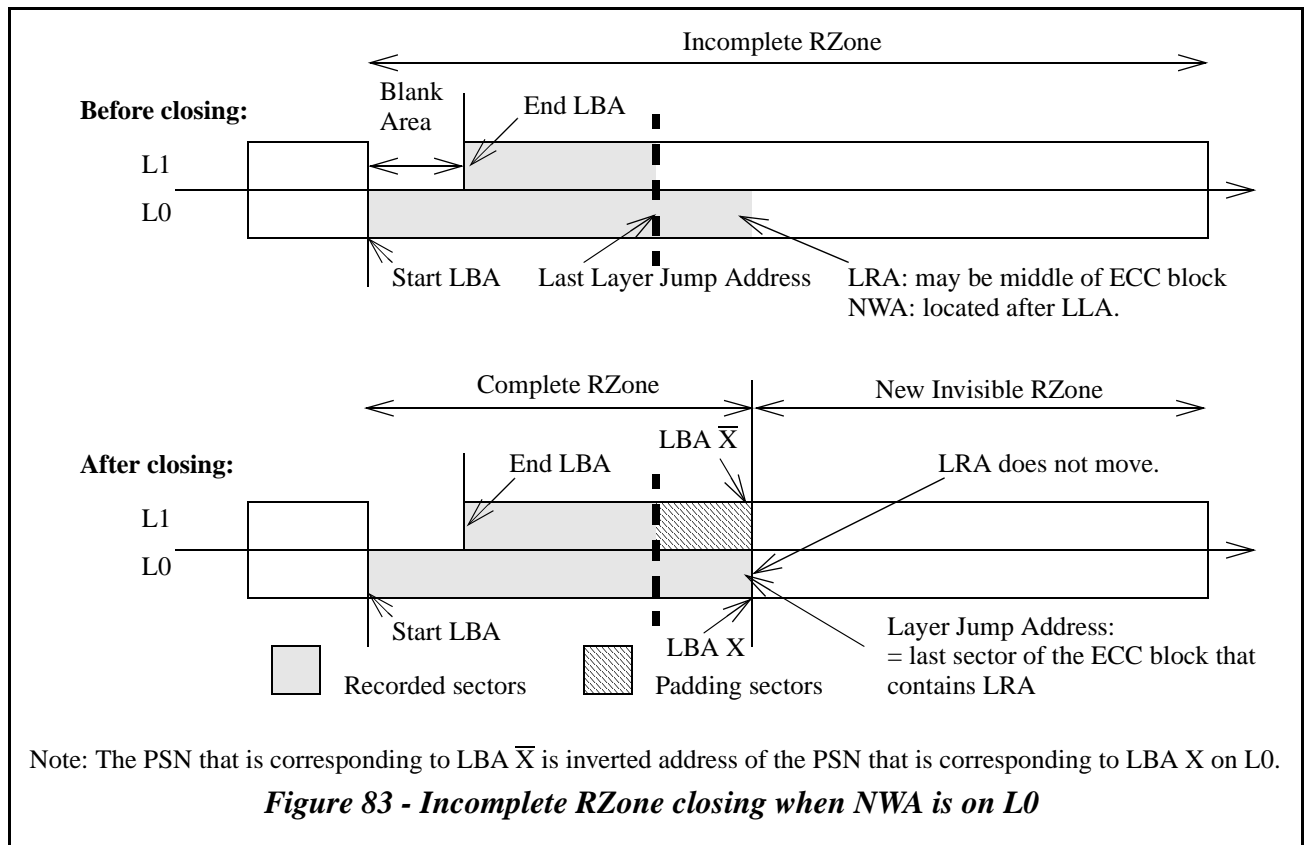 Incomplete RZone
Blank
Area
End LBA
Before closing:
L1
L0
Start LBA
Last Layer Jump Address
LRA: may be middle of ECC block
NWA: located after LLA.
Complete RZone
New Invisible RZone
LBA X̅
After closing:
End LBA
LRA does not move.
L1
L0
Start LBA
LBA X
Layer Jump Address:
= last sector of the ECC block that
contains LRA
Recorded sectors
Padding sectors
Note: The PSN that is corresponding to LBA X̅ is inverted address of the PSN that is corresponding to LBA X on L0.
Figure 83 - Incomplete RZone closing when NWA is on L0